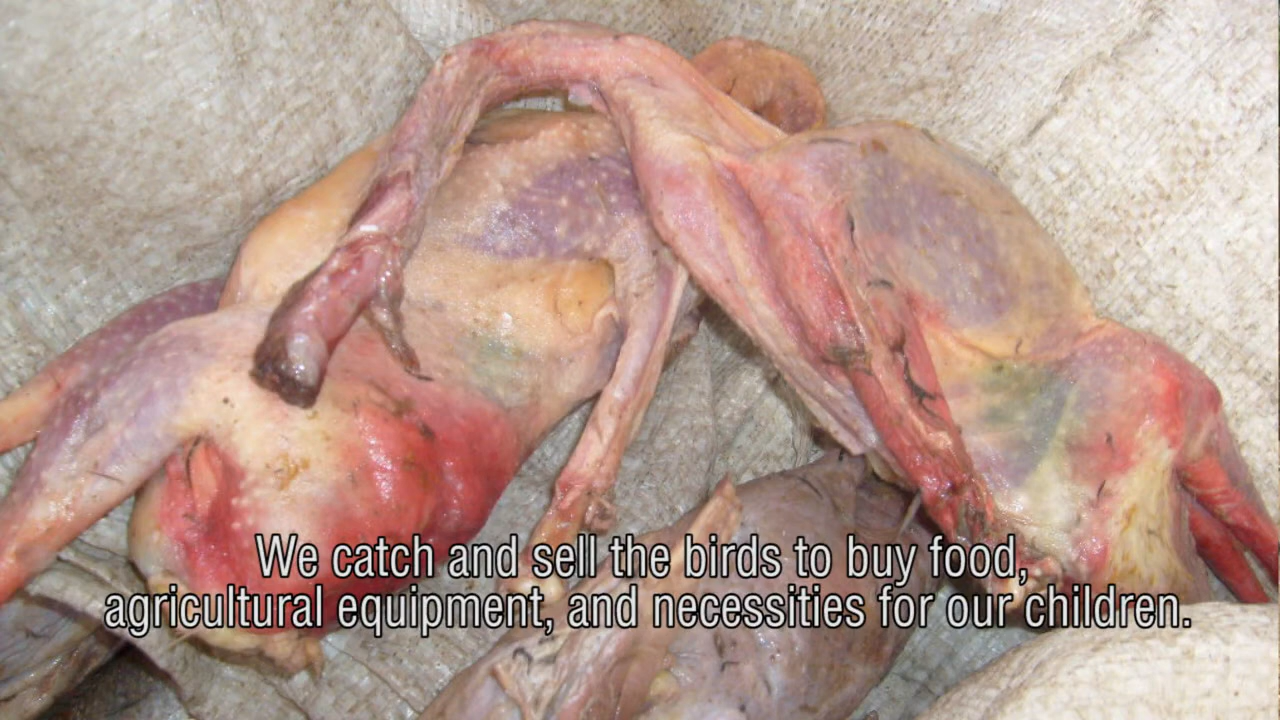 We catch and sell the birds to buy food,
agricultural equipment, and necessities for our children.